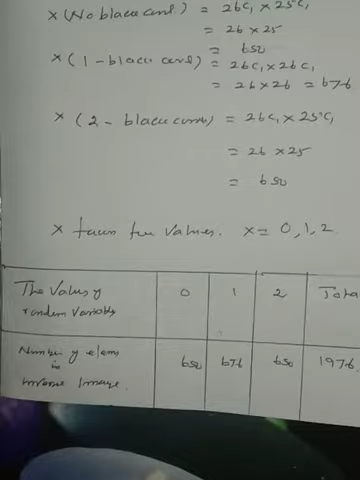 X (No black card) = 26C₁ × 25C₁
= 26 × 25
= 650
X (1 - black card) = 26C₁ × 26C₁
= 26 × 26 = 676
X (2 - black cards) = 26C₁ × 25C₁
= 26 × 25
= 650
X takes the values. X = 0, 1, 2.
The Values of random Variable | 0 | 1 | 2 | Total
Number of elems in inverse Image. | 650 | 676 | 650 | 1976.